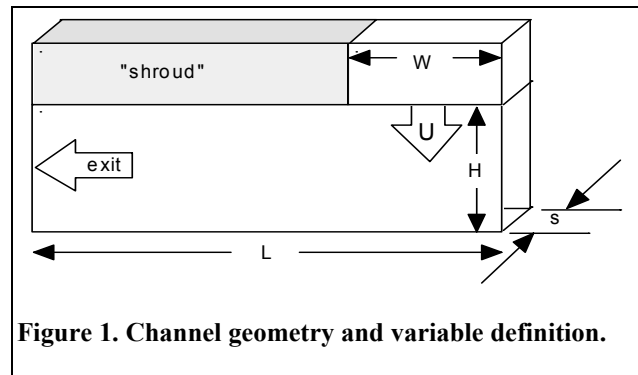 "shroud"
W
U
exit
H
s
L
Figure 1. Channel geometry and variable definition.